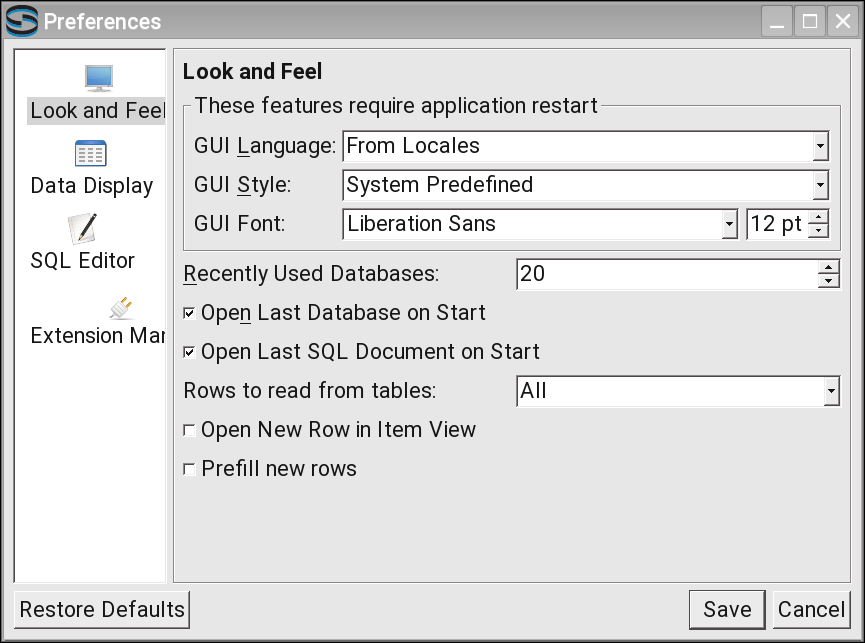 Preferences
Look and Feel
Data Display
SQL Editor
Extension Mar
Look and Feel
These features require application restart
GUI Language: From Locales
GUI Style: System Predefined
GUI Font: Liberation Sans 12 pt
Recently Used Databases: 20
Open Last Database on Start
Open Last SQL Document on Start
Rows to read from tables: All
Open New Row in Item View
Prefill new rows
Restore Defaults Save Cancel